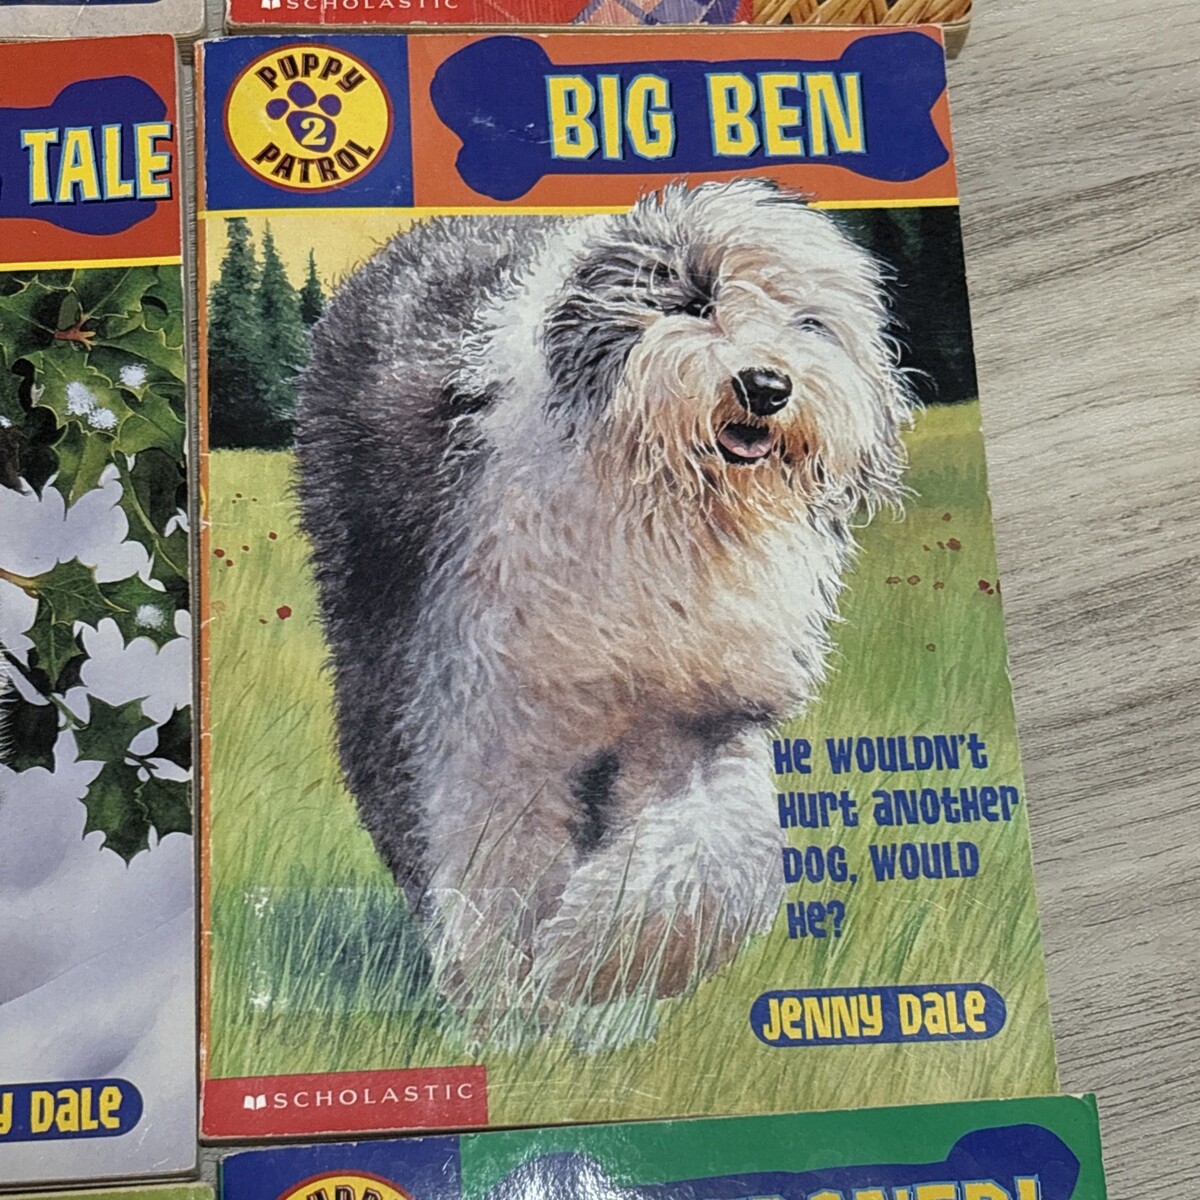 SCHOLASTIC
TALE
PUPPY
2
PATROL
BIG BEN
He WOULDN'T
HUrT aNOTHer
DOG, WOULD
He?
JENNY Dale
Y Dale
SCHOLASTIC